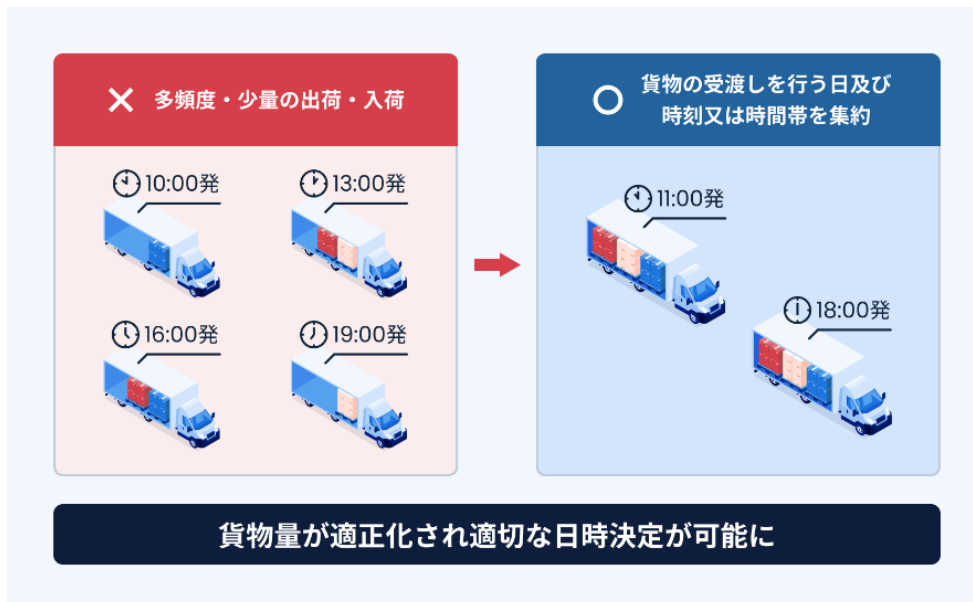 多頻度・少量の出荷・入荷
10:00発
13:00発
16:00発
19:00発
貨物の受渡しを行う日及び
時刻又は時間帯を集約
11:00発
18:00発
貨物量が適正化され適切な日時決定が可能に